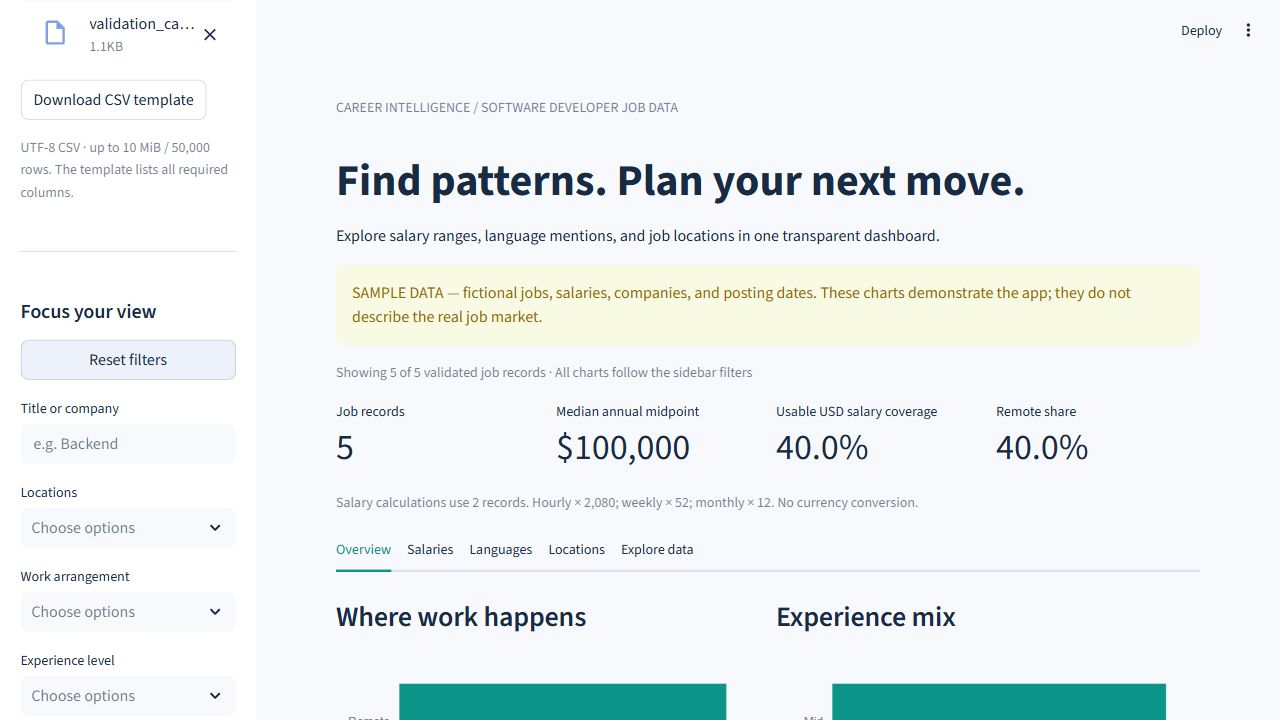 validation_ca…
1.1KB
Download CSV template
UTF-8 CSV · up to 10 MiB / 50,000
rows. The template lists all required
columns.
Focus your view
Reset filters
Title or company
e.g. Backend
Locations
Choose options
Work arrangement
Choose options
Experience level
Choose options
Deploy
CAREER INTELLIGENCE / SOFTWARE DEVELOPER JOB DATA
Find patterns. Plan your next move.
Explore salary ranges, language mentions, and job locations in one transparent dashboard.
SAMPLE DATA — fictional jobs, salaries, companies, and posting dates. These charts demonstrate the app; they do not
describe the real job market.
Showing 5 of 5 validated job records · All charts follow the sidebar filters
Job records
5
Median annual midpoint
$100,000
Usable USD salary coverage
40.0%
Remote share
40.0%
Salary calculations use 2 records. Hourly × 2,080; weekly × 52; monthly × 12. No currency conversion.
Overview Salaries Languages Locations Explore data
Where work happens
Experience mix